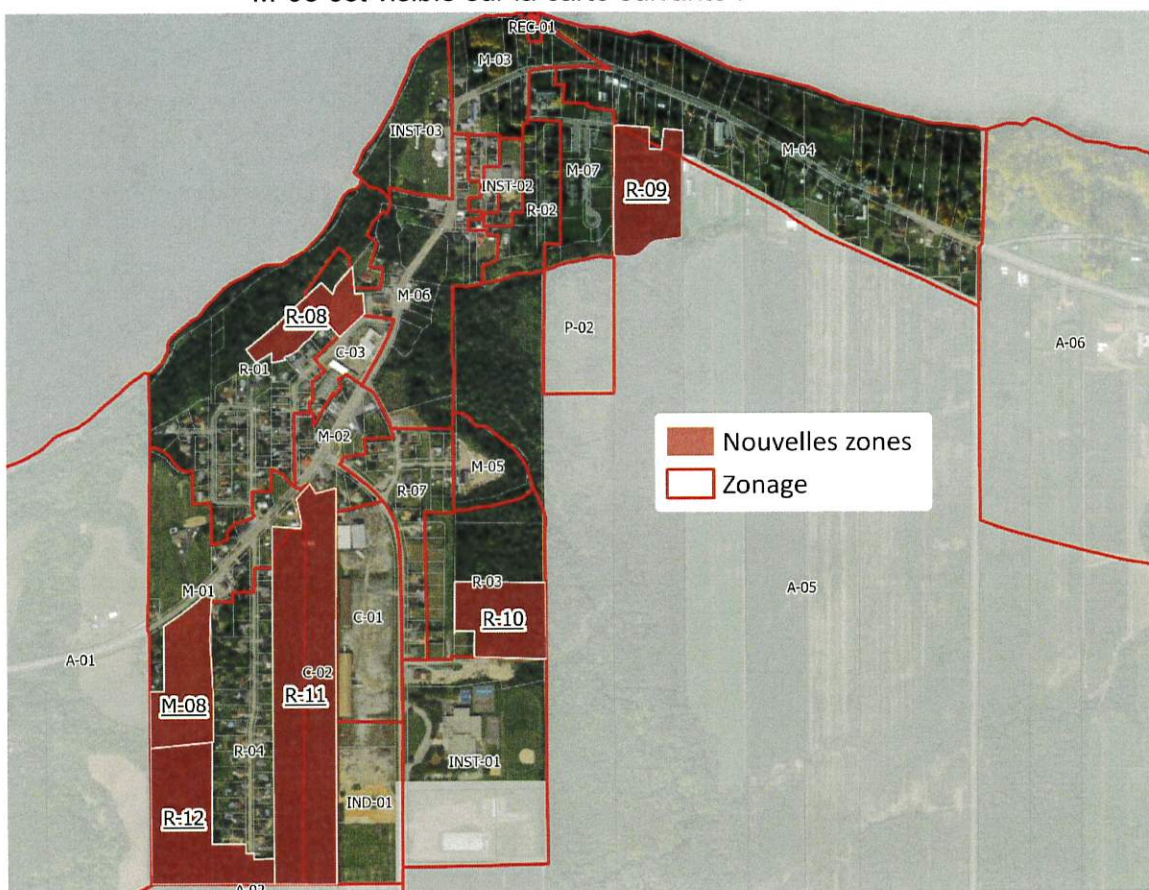 REC-01
M-03
INST-03
M-04
M-07
INST-02
R-09
R-02
M-06
R-08
P-02
C-03
A-06
R-01
Nouvelles zones
M-02
M-05
Zonage
R-07
R-03
M-01
A-05
C-01
R-10
A-01
C-02
R-11
M-08
R-04
INST-01
IND-01
R-12